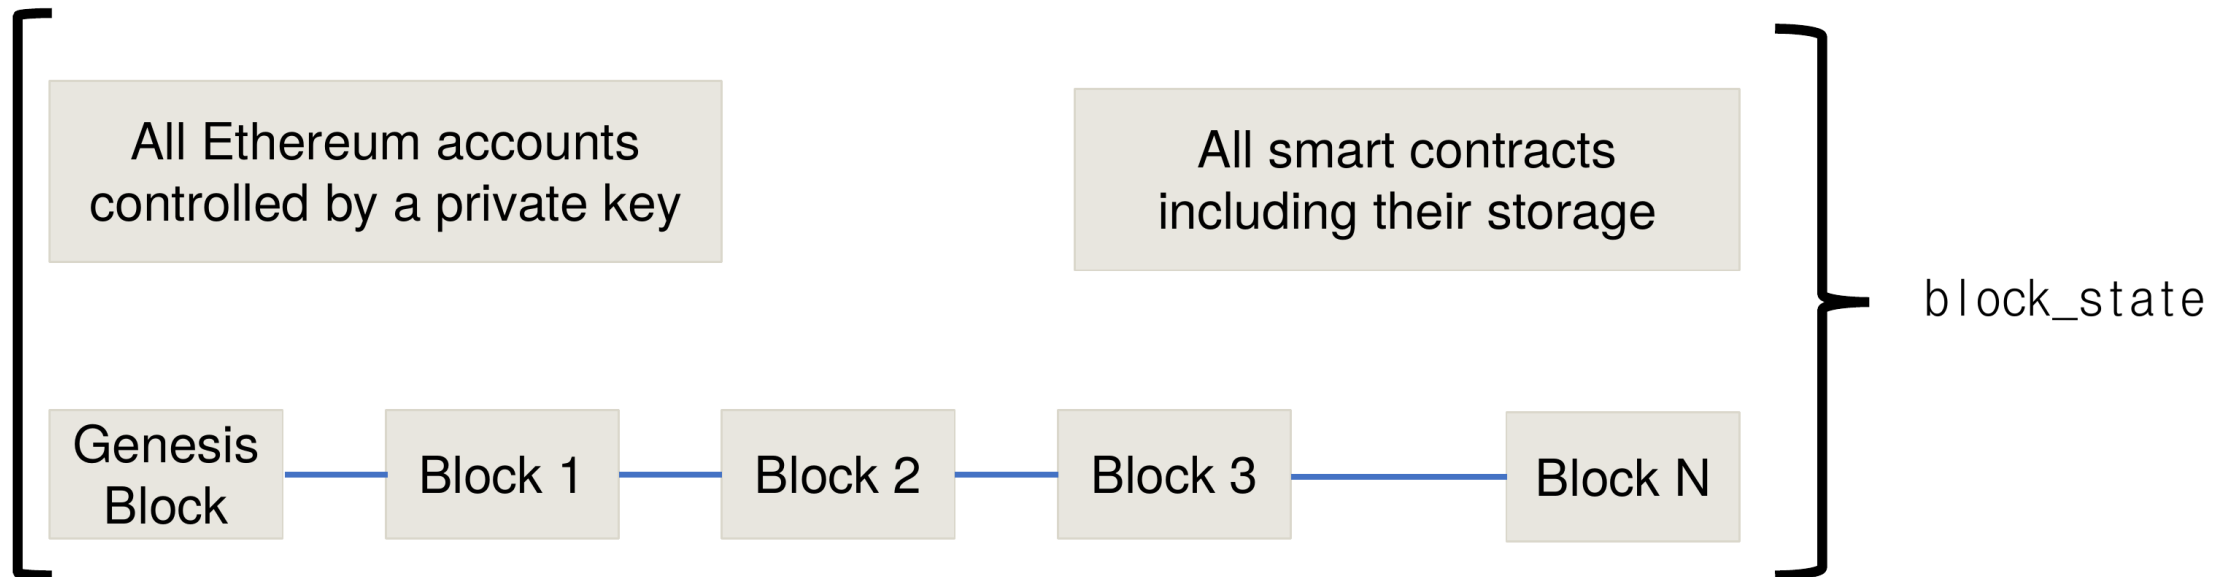 All Ethereum accounts
controlled by a private key
All smart contracts
including their storage
block_state
Genesis
Block
Block 1
Block 2
Block 3
Block N